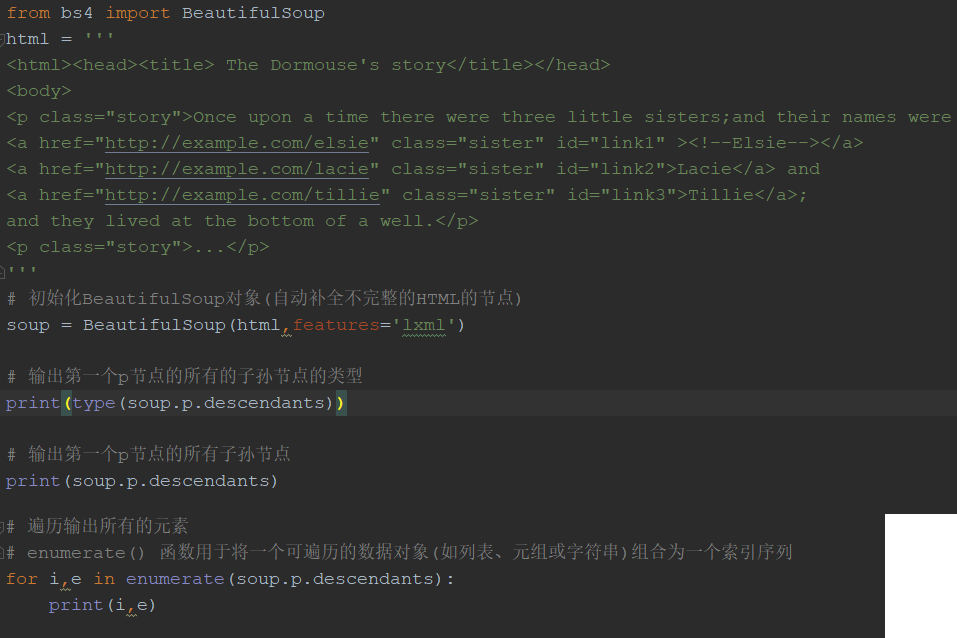 from bs4 import BeautifulSoup
html = '''
<html><head><title> The Dormouse's story</title></head>
<body>
<p class="story">Once upon a time there were three little sisters;and their names were
<a href="http://example.com/elsie" class="sister" id="link1" ><!--Elsie--></a>
<a href="http://example.com/lacie" class="sister" id="link2">Lacie</a> and
<a href="http://example.com/tillie" class="sister" id="link3">Tillie</a>;
and they lived at the bottom of a well.</p>
<p class="story">...</p>
'''
# 初始化BeautifulSoup对象(自动补全不完整的HTML的节点)
soup = BeautifulSoup(html,features='lxml')
# 输出第一个p节点的所有的子孙节点的类型
print(type(soup.p.descendants))
# 输出第一个p节点的所有子孙节点
print(soup.p.descendants)
# 遍历输出所有的元素
# enumerate() 函数用于将一个可遍历的数据对象(如列表、元组或字符串)组合为一个索引序列
for i,e in enumerate(soup.p.descendants):
    print(i,e)